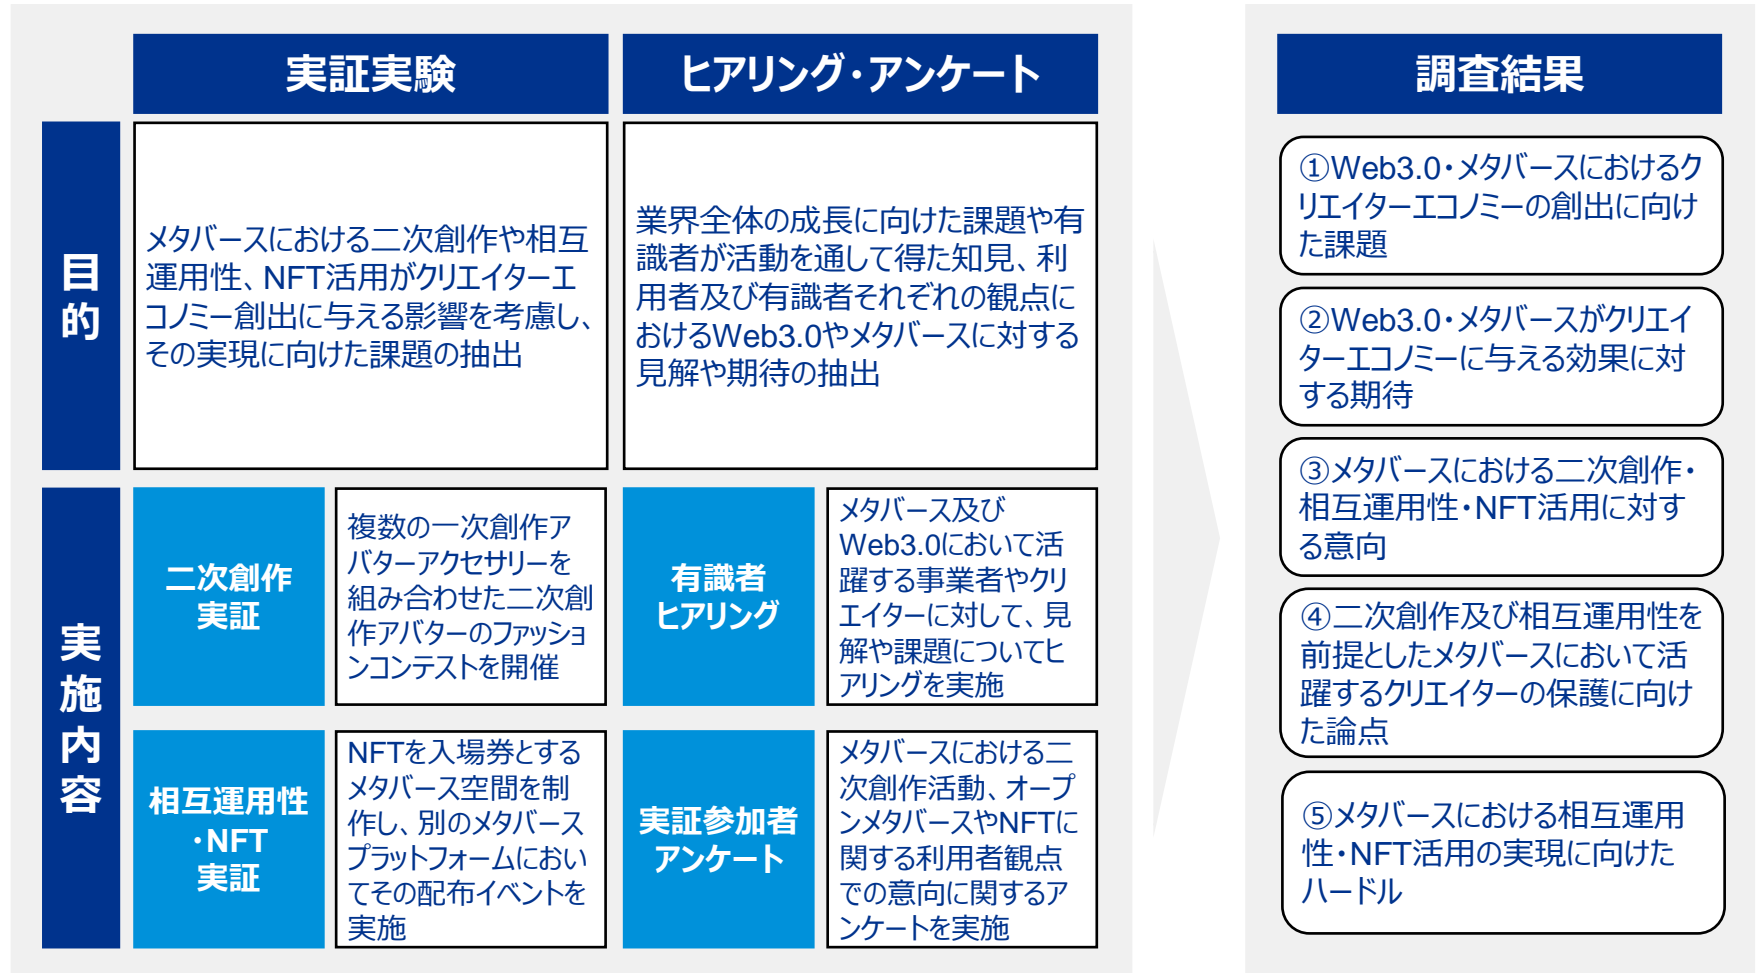 実証実験
ヒアリング・アンケート
目的
メタバースにおける二次創作や相互
運用性、NFT活用がクリエイターエ
コノミー創出に与える影響を考慮し、
その実現に向けた課題の抽出
業界全体の成長に向けた課題や有
識者が活動を通して得た知見、利
用者及び有識者それぞれの観点に
おけるWeb3.0やメタバースに対する
見解や期待の抽出
実施内容
二次創作
実証
複数の一次創作ア
バターアクセサリーを
組み合わせた二次創
作アバターのファッショ
ンコンテストを開催
有識者
ヒアリング
メタバース及び
Web3.0において活
躍する事業者やクリ
エイターに対して、見
解や課題についてヒ
アリングを実施
相互運用性
・NFT
実証
NFTを入場券とする
メタバース空間を制
作し、別のメタバース
プラットフォームにおい
てその配布イベントを
実施
実証参加者
アンケート
メタバースにおける二
次創作活動、オープ
ンメタバースやNFTに
関する利用者観点
での意向に関するア
ンケートを実施
調査結果
①Web3.0・メタバースにおけるク
リエイターエコノミーの創出に向け
た課題
②Web3.0・メタバースがクリエイ
ターエコノミーに与える効果に対
する期待
③メタバースにおける二次創作・
相互運用性・NFT活用に対す
る意向
④二次創作及び相互運用性を
前提としたメタバースにおいて活
躍するクリエイターの保護に向け
た論点
⑤メタバースにおける相互運用
性・NFT活用の実現に向けた
ハードル